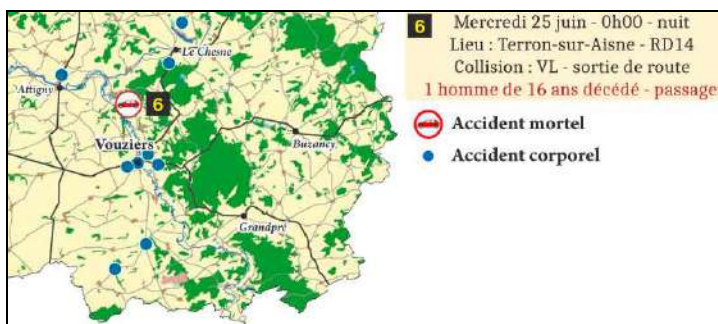 6
Mercredi 25 juin - 0h00 - nuit
Lieu : Terron-sur-Aisne - RD14
Collision : VL - sortie de route
1 homme de 16 ans décédé - passage
Accident mortel
Accident corporel
Le Chesne
Attigny
6
Vouziers
Buzancy
Grandpré